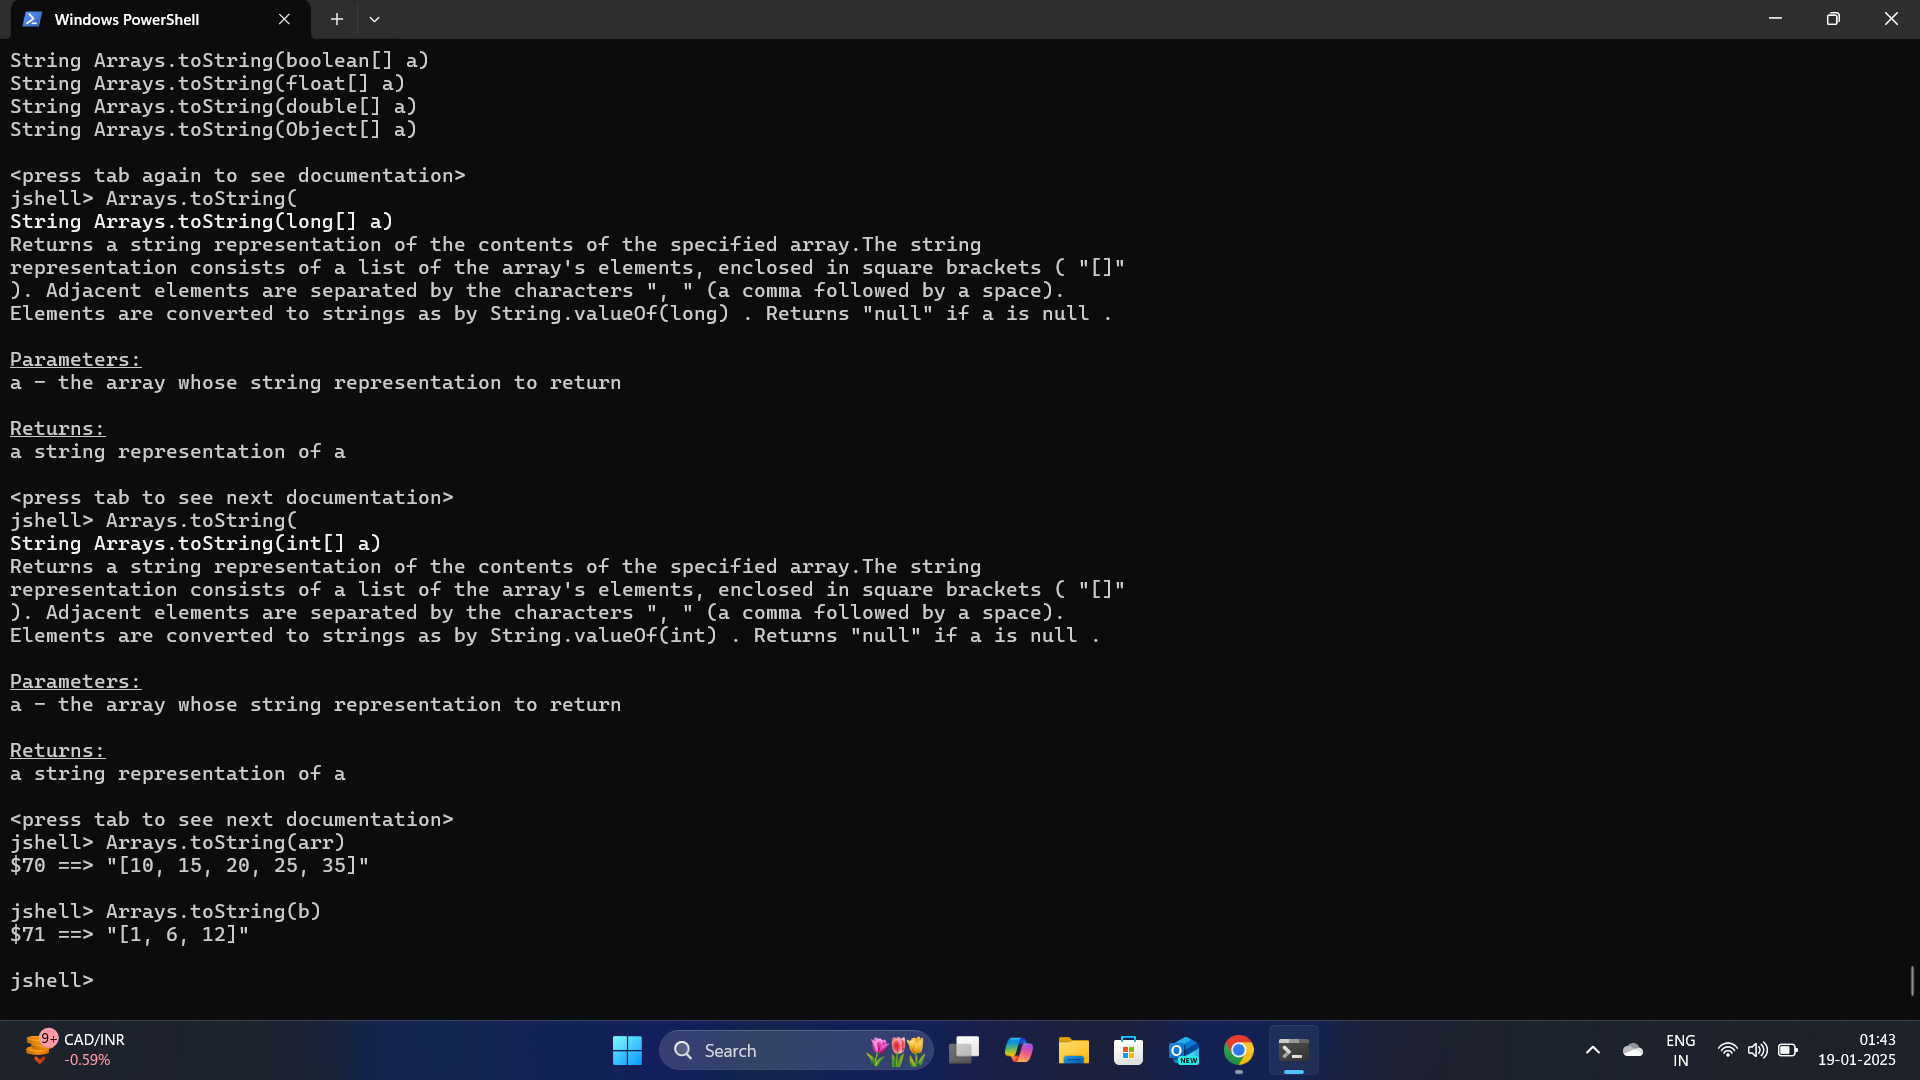 Windows PowerShell
String Arrays.toString(boolean[] a)
String Arrays.toString(float[] a)
String Arrays.toString(double[] a)
String Arrays.toString(Object[] a)
<press tab again to see documentation>
jshell> Arrays.toString(
String Arrays.toString(long[] a)
Returns a string representation of the contents of the specified array.The string
representation consists of a list of the array's elements, enclosed in square brackets ( "[]"
). Adjacent elements are separated by the characters ", " (a comma followed by a space).
Elements are converted to strings as by String.valueOf(long) . Returns "null" if a is null .
Parameters:
a - the array whose string representation to return
Returns:
a string representation of a
<press tab to see next documentation>
jshell> Arrays.toString(
String Arrays.toString(int[] a)
Returns a string representation of the contents of the specified array.The string
representation consists of a list of the array's elements, enclosed in square brackets ( "[]"
). Adjacent elements are separated by the characters ", " (a comma followed by a space).
Elements are converted to strings as by String.valueOf(int) . Returns "null" if a is null .
Parameters:
a - the array whose string representation to return
Returns:
a string representation of a
<press tab to see next documentation>
jshell> Arrays.toString(arr)
$70 ==> "[10, 15, 20, 25, 35]"
jshell> Arrays.toString(b)
$71 ==> "[1, 6, 12]"
jshell>
9+ CAD/INR
-0.59%
Search
NEW
ENG
IN
01:43
19-01-2025